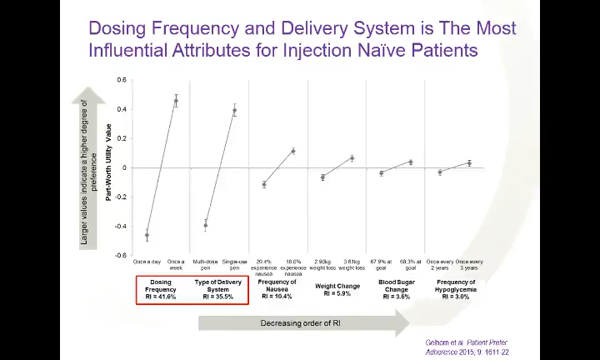 Dosing Frequency and Delivery System is The Most
Influential Attributes for Injection Naïve Patients
Larger values indicate a higher degree of
preference
Part-Worth Utility Value
0.6
0.4
0.2
0
-0.2
-0.4
-0.6
Once a day
Once a
week
Multi-dose
pen
Single-use
pen
20.4%
experience
nausea
experience
nausea
2.90kg
weight loss
weight loss
67.9% at
goal
68.3% at
goal
Once every
2 years
Once every
3 years
Dosing
Frequency
RI = 41.6%
Type of Delivery
System
RI = 35.5%
Frequency of
Nausea
RI = 10.4%
Weight Change
RI = 5.9%
Blood Sugar
Change
RI = 3.6%
Frequency of
Hypoglycemia
RI = 3.0%
Decreasing order of RI
Gelhorn et al. Patient Prefer
Adherence 2015; 9: 1611-22